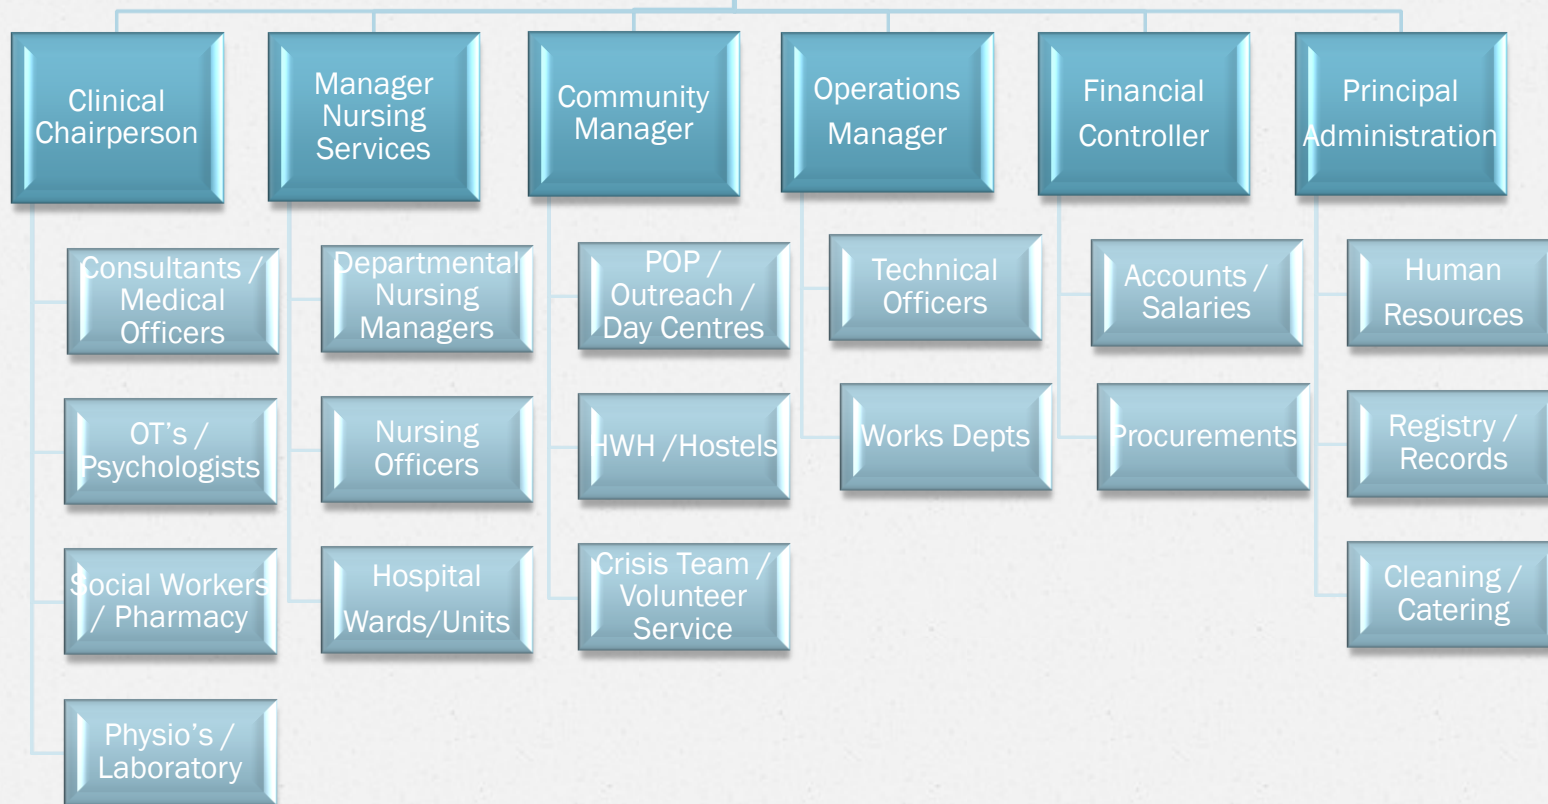 Clinical
Chairperson
Manager
Nursing
Services
Community
Manager
Operations
Manager
Financial
Controller
Principal
Administration
Consultants /
Medical
Officers
OT’s /
Psychologists
Social Workers
/ Pharmacy
Physio’s /
Laboratory
Departmental
Nursing
Managers
Nursing
Officers
Hospital
Wards/Units
POP /
Outreach /
Day Centres
HWH /Hostels
Crisis Team /
Volunteer
Service
Technical
Officers
Works Depts
Accounts /
Salaries
Procurements
Human
Resources
Registry /
Records
Cleaning /
Catering